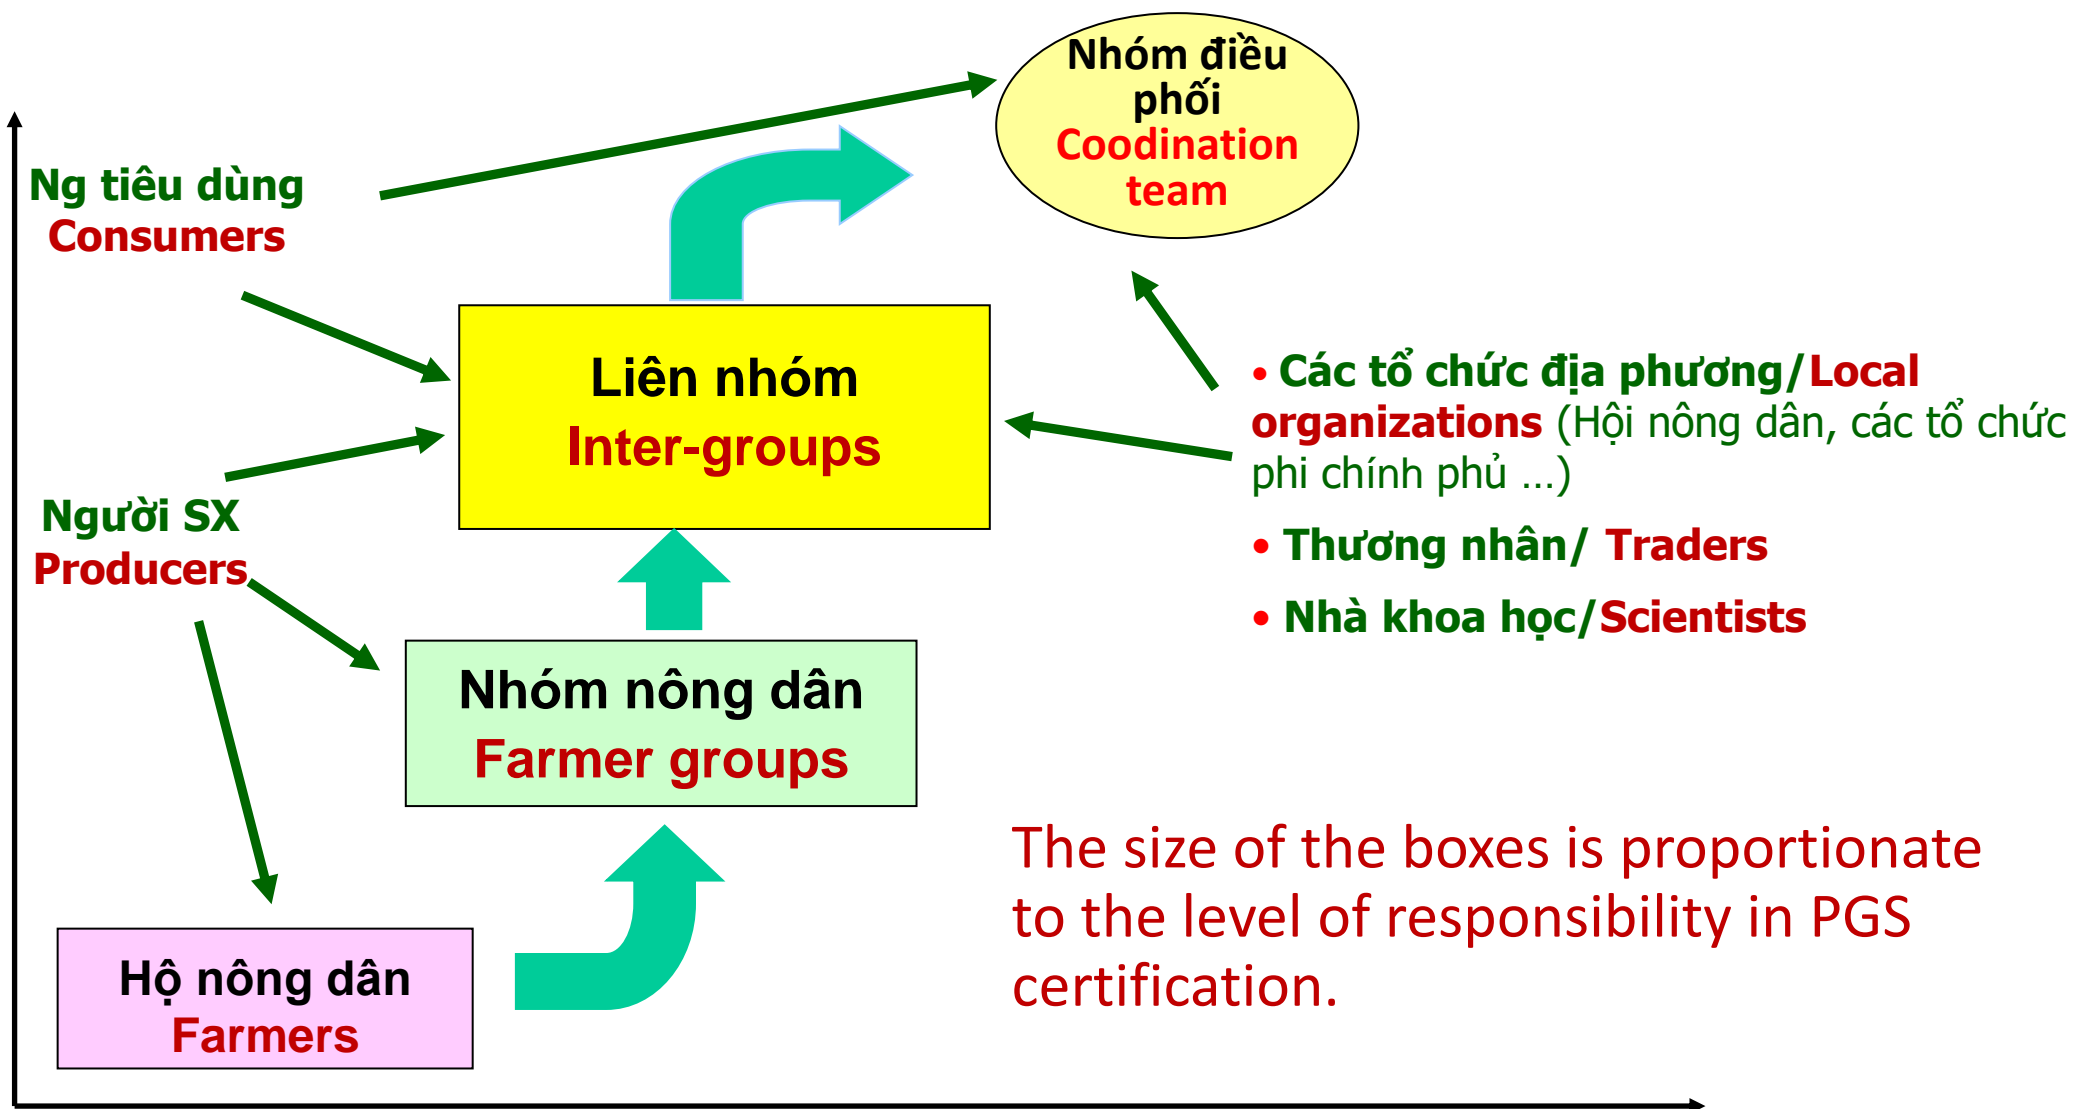 Nhóm điều
phối
Coodination
team
Ng tiêu dùng
Consumers
Liên nhóm
Inter-groups
• Các tổ chức địa phương/Local
organizations (Hội nông dân, các tổ chức
phi chính phủ ...)
• Thương nhân/ Traders
• Nhà khoa học/Scientists
Người SX
Producers
Nhóm nông dân
Farmer groups
The size of the boxes is proportionate
to the level of responsibility in PGS
certification.
Hộ nông dân
Farmers